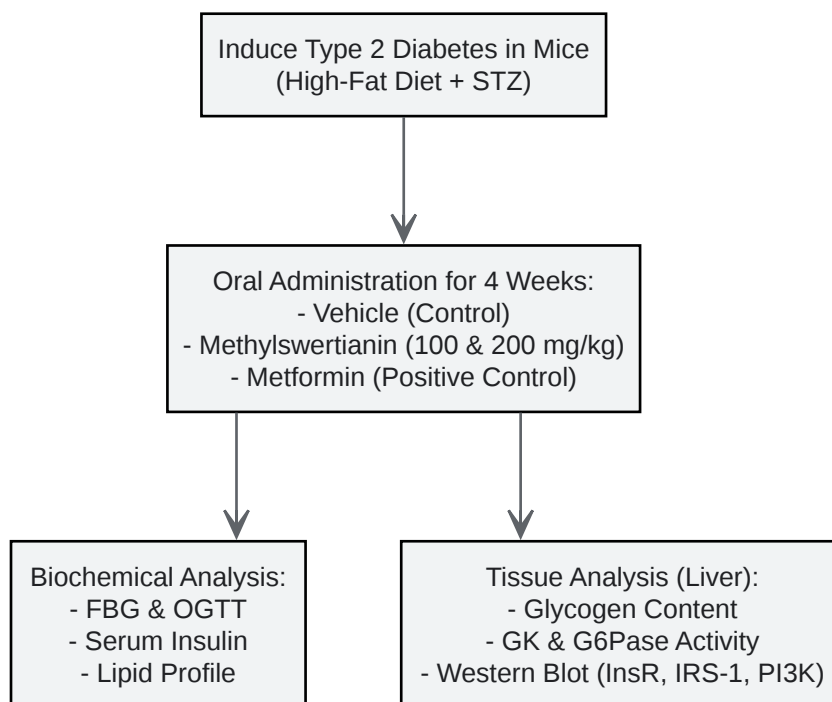 Induce Type 2 Diabetes in Mice
(High-Fat Diet + STZ)
Oral Administration for 4 Weeks:
- Vehicle (Control)
- Methylswertianin (100 & 200 mg/kg)
- Metformin (Positive Control)
Biochemical Analysis:
- FBG & OGTT
- Serum Insulin
- Lipid Profile
Tissue Analysis (Liver):
- Glycogen Content
- GK & G6Pase Activity
- Western Blot (InsR, IRS-1, PI3K)